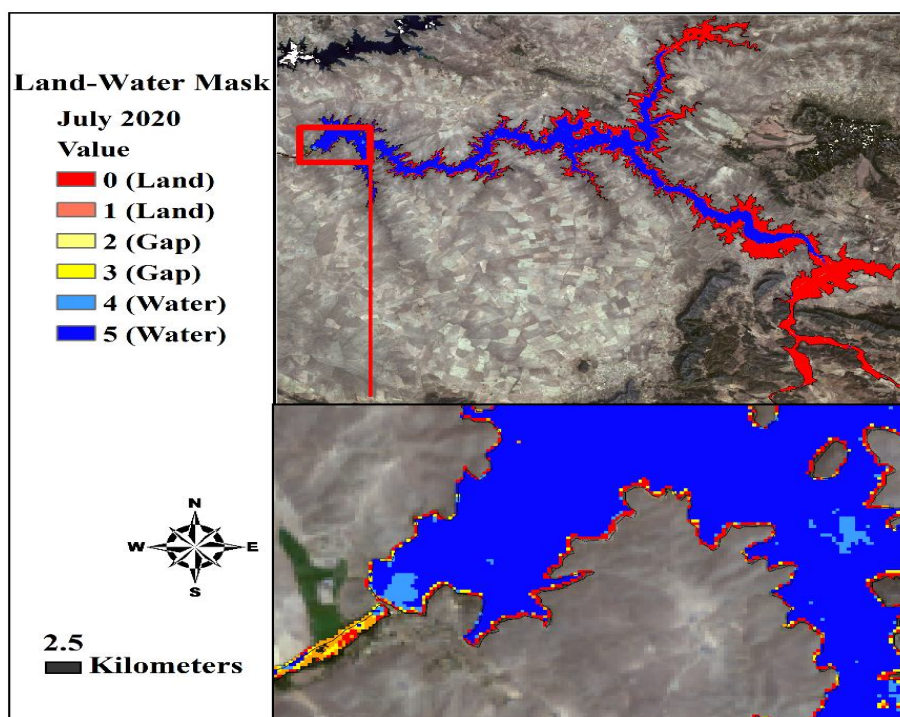 Land-Water Mask
July 2020
Value
0 (Land)
1 (Land)
2 (Gap)
3 (Gap)
4 (Water)
5 (Water)
N
W E
S
2.5
Kilometers